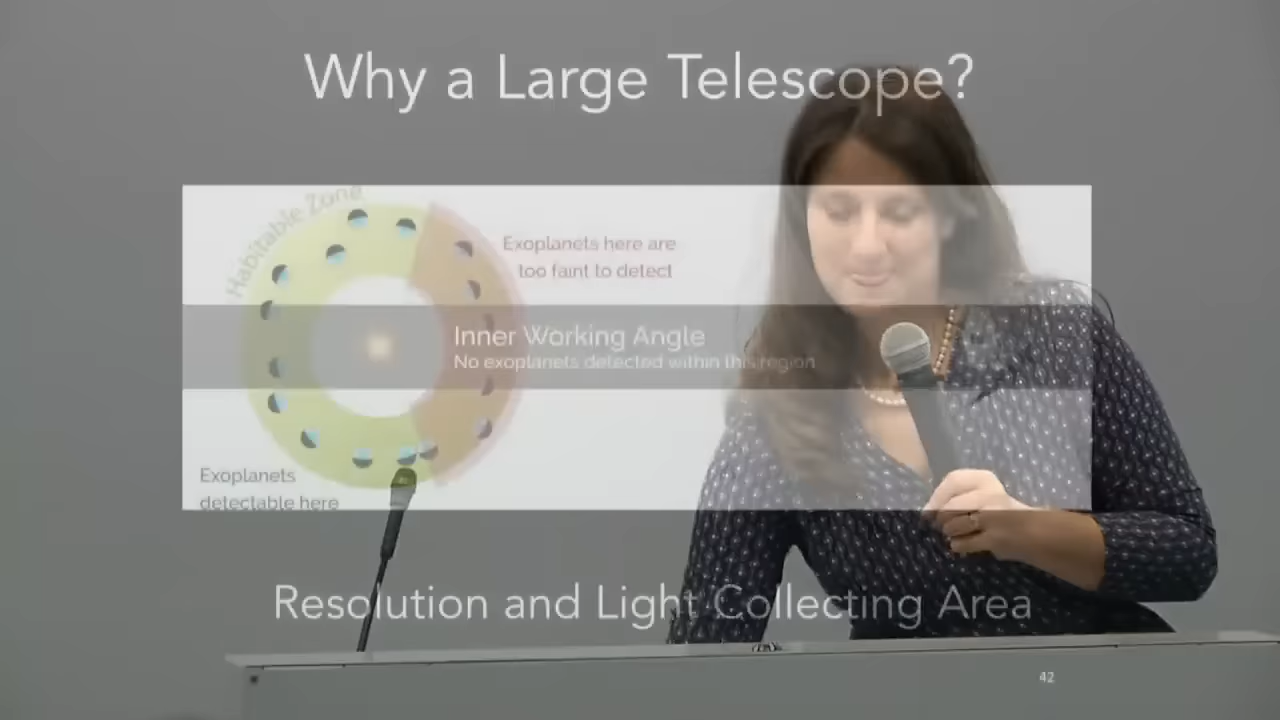 Why a Large Telescope?
Habitable Zone
Exoplanets here are
too faint to detect
Inner Working Angle
No exoplanets detected within this region
Exoplanets
detectable here
Resolution and Light Collecting Area
42